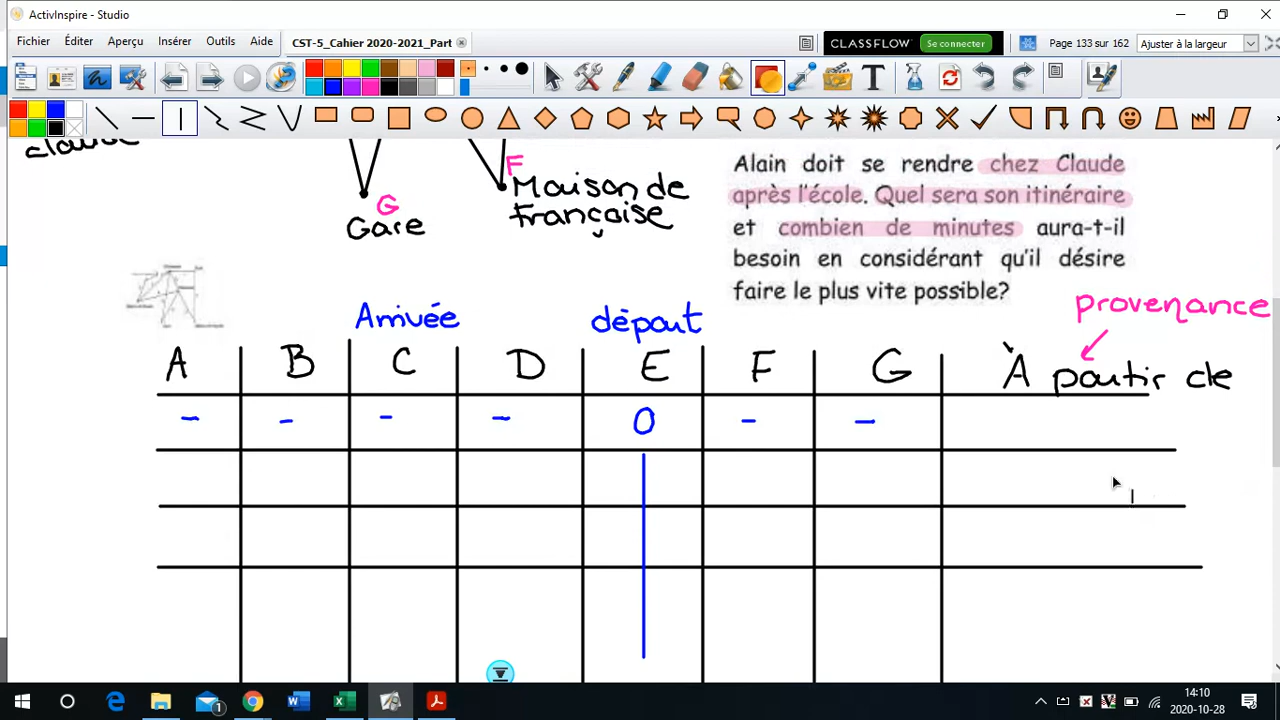 ActivInspire - Studio
Fichier Éditer Aperçu Insérer Outils Aide
CST-5_Cahier 2020-2021_Part
CLASSFLOW Se connecter
Page 133 sur 162
Ajuster à la largeur
Claude
G
Gare
F
Maison de
Française
Alain doit se rendre chez Claude
après l'école. Quel sera son itinéraire
et combien de minutes aura-t-il
besoin en considérant qu'il désire
faire le plus vite possible?
Arrivée départ provenance
A B C D E F G À partir de
- - - - 0 - -
14:10
2020-10-28